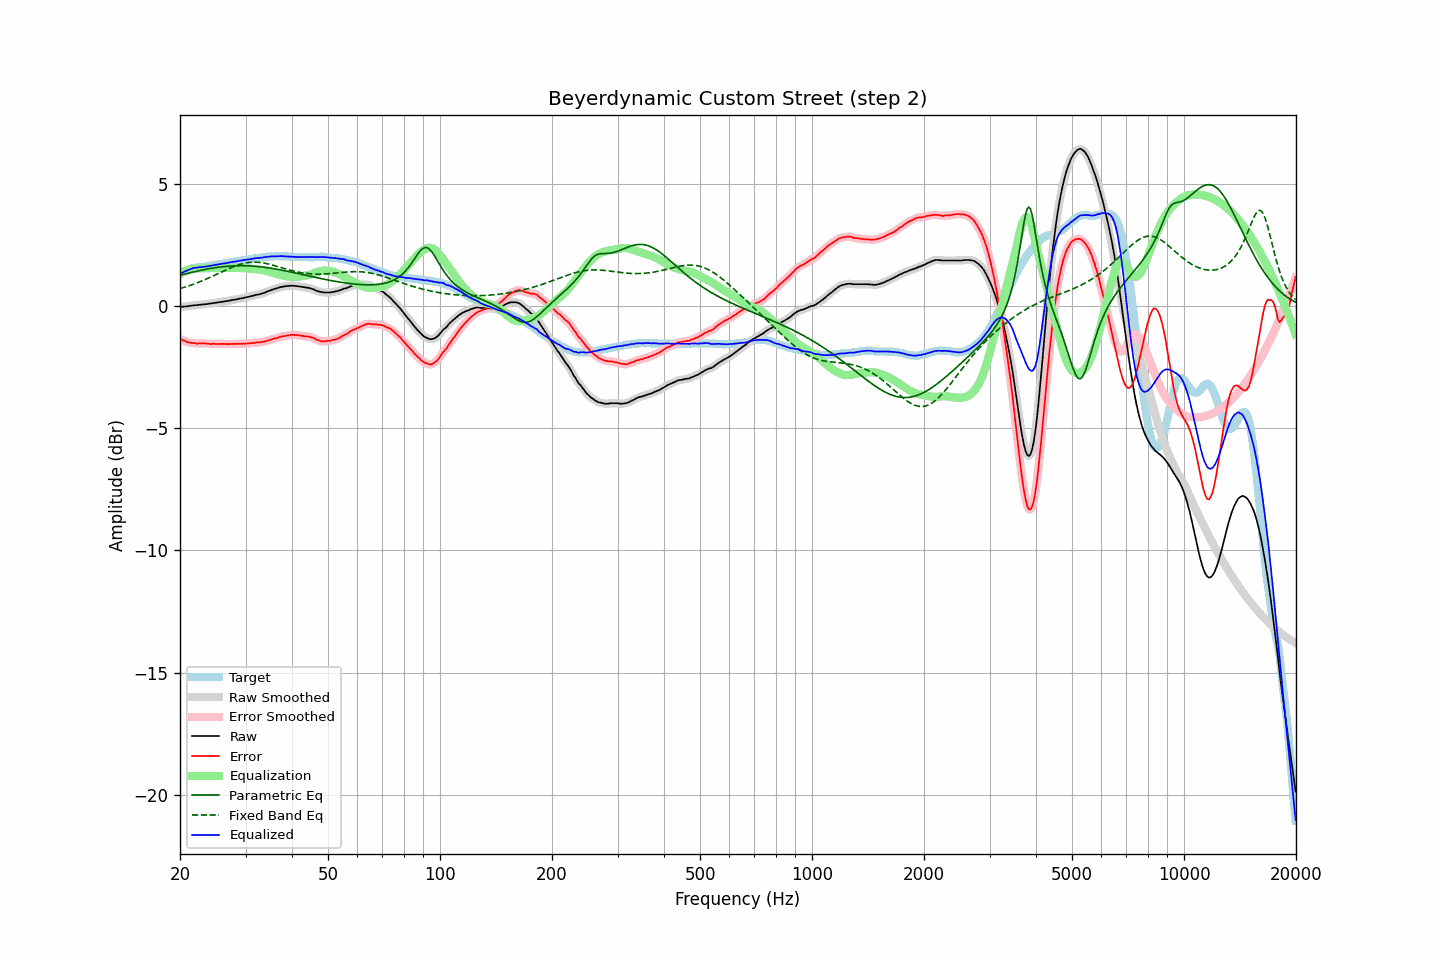 Beyerdynamic Custom Street (step 2)
5
0
−5
−10
−15
−20
Amplitude (dBr)
Target
Raw Smoothed
Error Smoothed
Raw
Error
Equalization
Parametric Eq
Fixed Band Eq
Equalized
20 50 100 200 500 1000 2000 5000 10000 20000
Frequency (Hz)